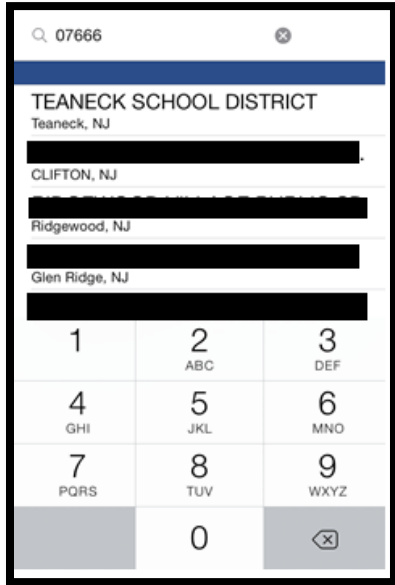 07666
TEANECK SCHOOL DISTRICT
Teaneck, NJ
CLIFTON, NJ
Ridgewood, NJ
Glen Ridge, NJ
1 2 3
ABC DEF
4 5 6
GHI JKL MNO
7 8 9
PQRS TUV WXYZ
0